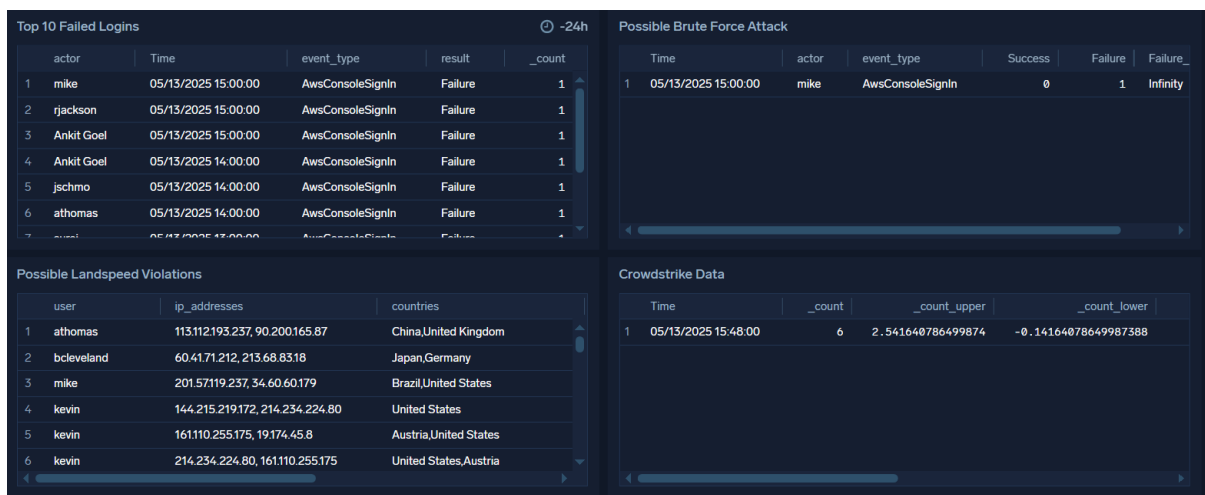 Top 10 Failed Logins -24h
actor Time event_type result _count
1 mike 05/13/2025 15:00:00 AwsConsoleSignIn Failure 1
2 rjackson 05/13/2025 15:00:00 AwsConsoleSignIn Failure 1
3 Ankit Goel 05/13/2025 15:00:00 AwsConsoleSignIn Failure 1
4 Ankit Goel 05/13/2025 14:00:00 AwsConsoleSignIn Failure 1
5 jschmo 05/13/2025 14:00:00 AwsConsoleSignIn Failure 1
6 athomas 05/13/2025 14:00:00 AwsConsoleSignIn Failure 1
Possible Brute Force Attack
Time actor event_type Success Failure Failure_
1 05/13/2025 15:00:00 mike AwsConsoleSignIn 0 1 Infinity
Possible Landspeed Violations
user ip_addresses countries
1 athomas 113.112.193.237, 90.200.165.87 China,United Kingdom
2 bcleveland 60.41.71.212, 213.68.83.18 Japan,Germany
3 mike 201.57.119.237, 34.60.60.179 Brazil,United States
4 kevin 144.215.219.172, 214.234.224.80 United States
5 kevin 161.110.255.175, 19.174.45.8 Austria,United States
6 kevin 214.234.224.80, 161.110.255.175 United States,Austria
Crowdstrike Data
Time _count _count_upper _count_lower
1 05/13/2025 15:48:00 6 2.541640786499874 -0.14164078649987388